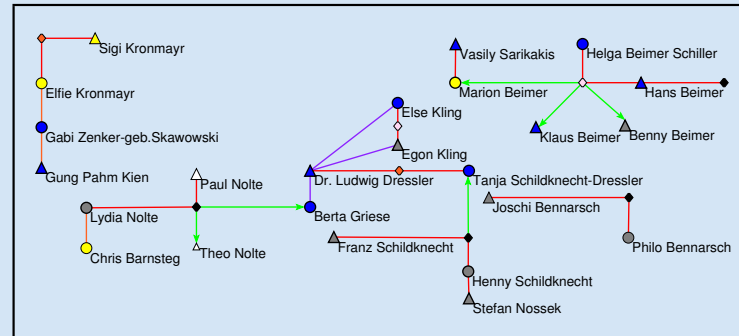 Sigi Kronmayr
Vasily Sarikakis
Helga Beimer Schiller
Elfie Kronmayr
Marion Beimer
Hans Beimer
Else Kling
Gabi Zenker-geb.Skawowski
Klaus Beimer
Benny Beimer
Egon Kling
Gung Pahm Kien
Paul Nolte
Dr. Ludwig Dressler
Tanja Schildknecht-Dressler
Lydia Nolte
Berta Griese
Joschi Bennarsch
Chris Barnsteg
Theo Nolte
Franz Schildknecht
Philo Bennarsch
Henny Schildknecht
Stefan Nossek